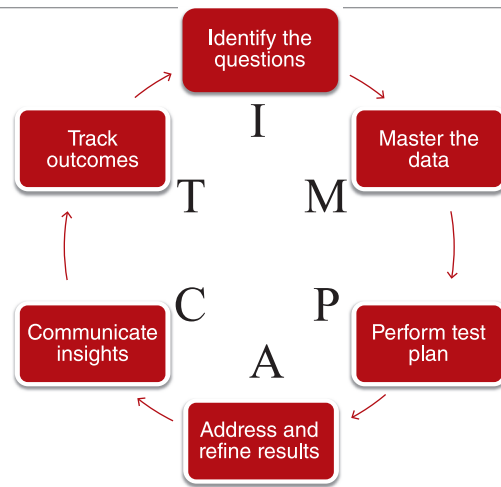 Identify the
questions
I
Master the
data
M
Perform test
plan
P
Address and
refine results
A
Communicate
insights
C
Track
outcomes
T